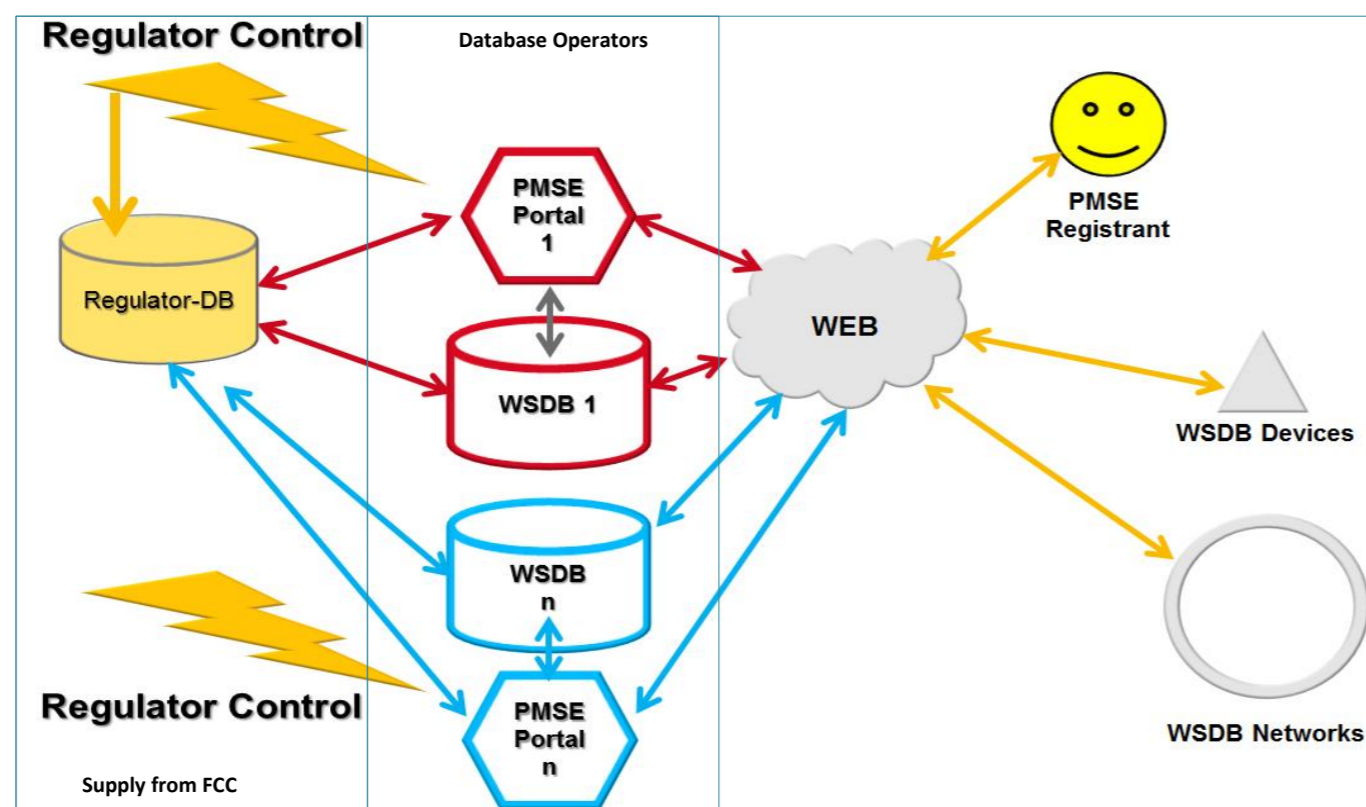 Regulator Control
Database Operators
PMSE
Portal
1
Regulator-DB
WSDB 1
WEB
PMSE
Registrant
WSDB Devices
WSDB
n
Regulator Control
PMSE
Portal
n
WSDB Networks
Supply from FCC